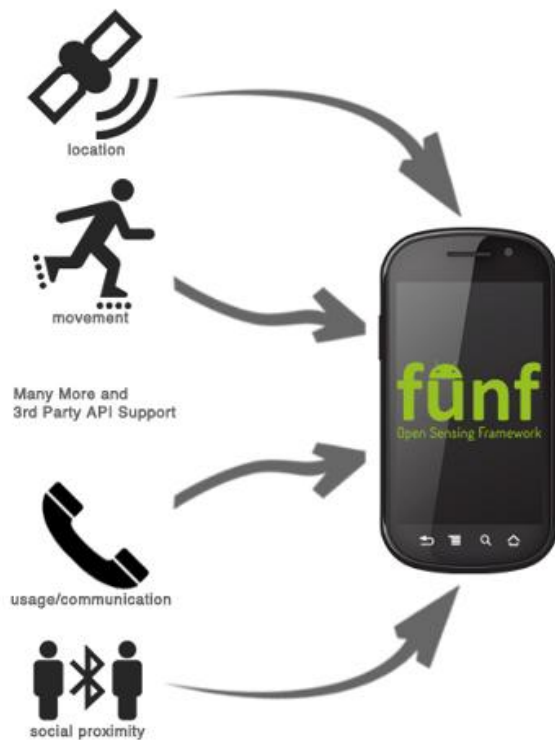 location
movement
Many More and
3rd Party API Support
usage/communication
social proximity
funf
Open Sensing Framework